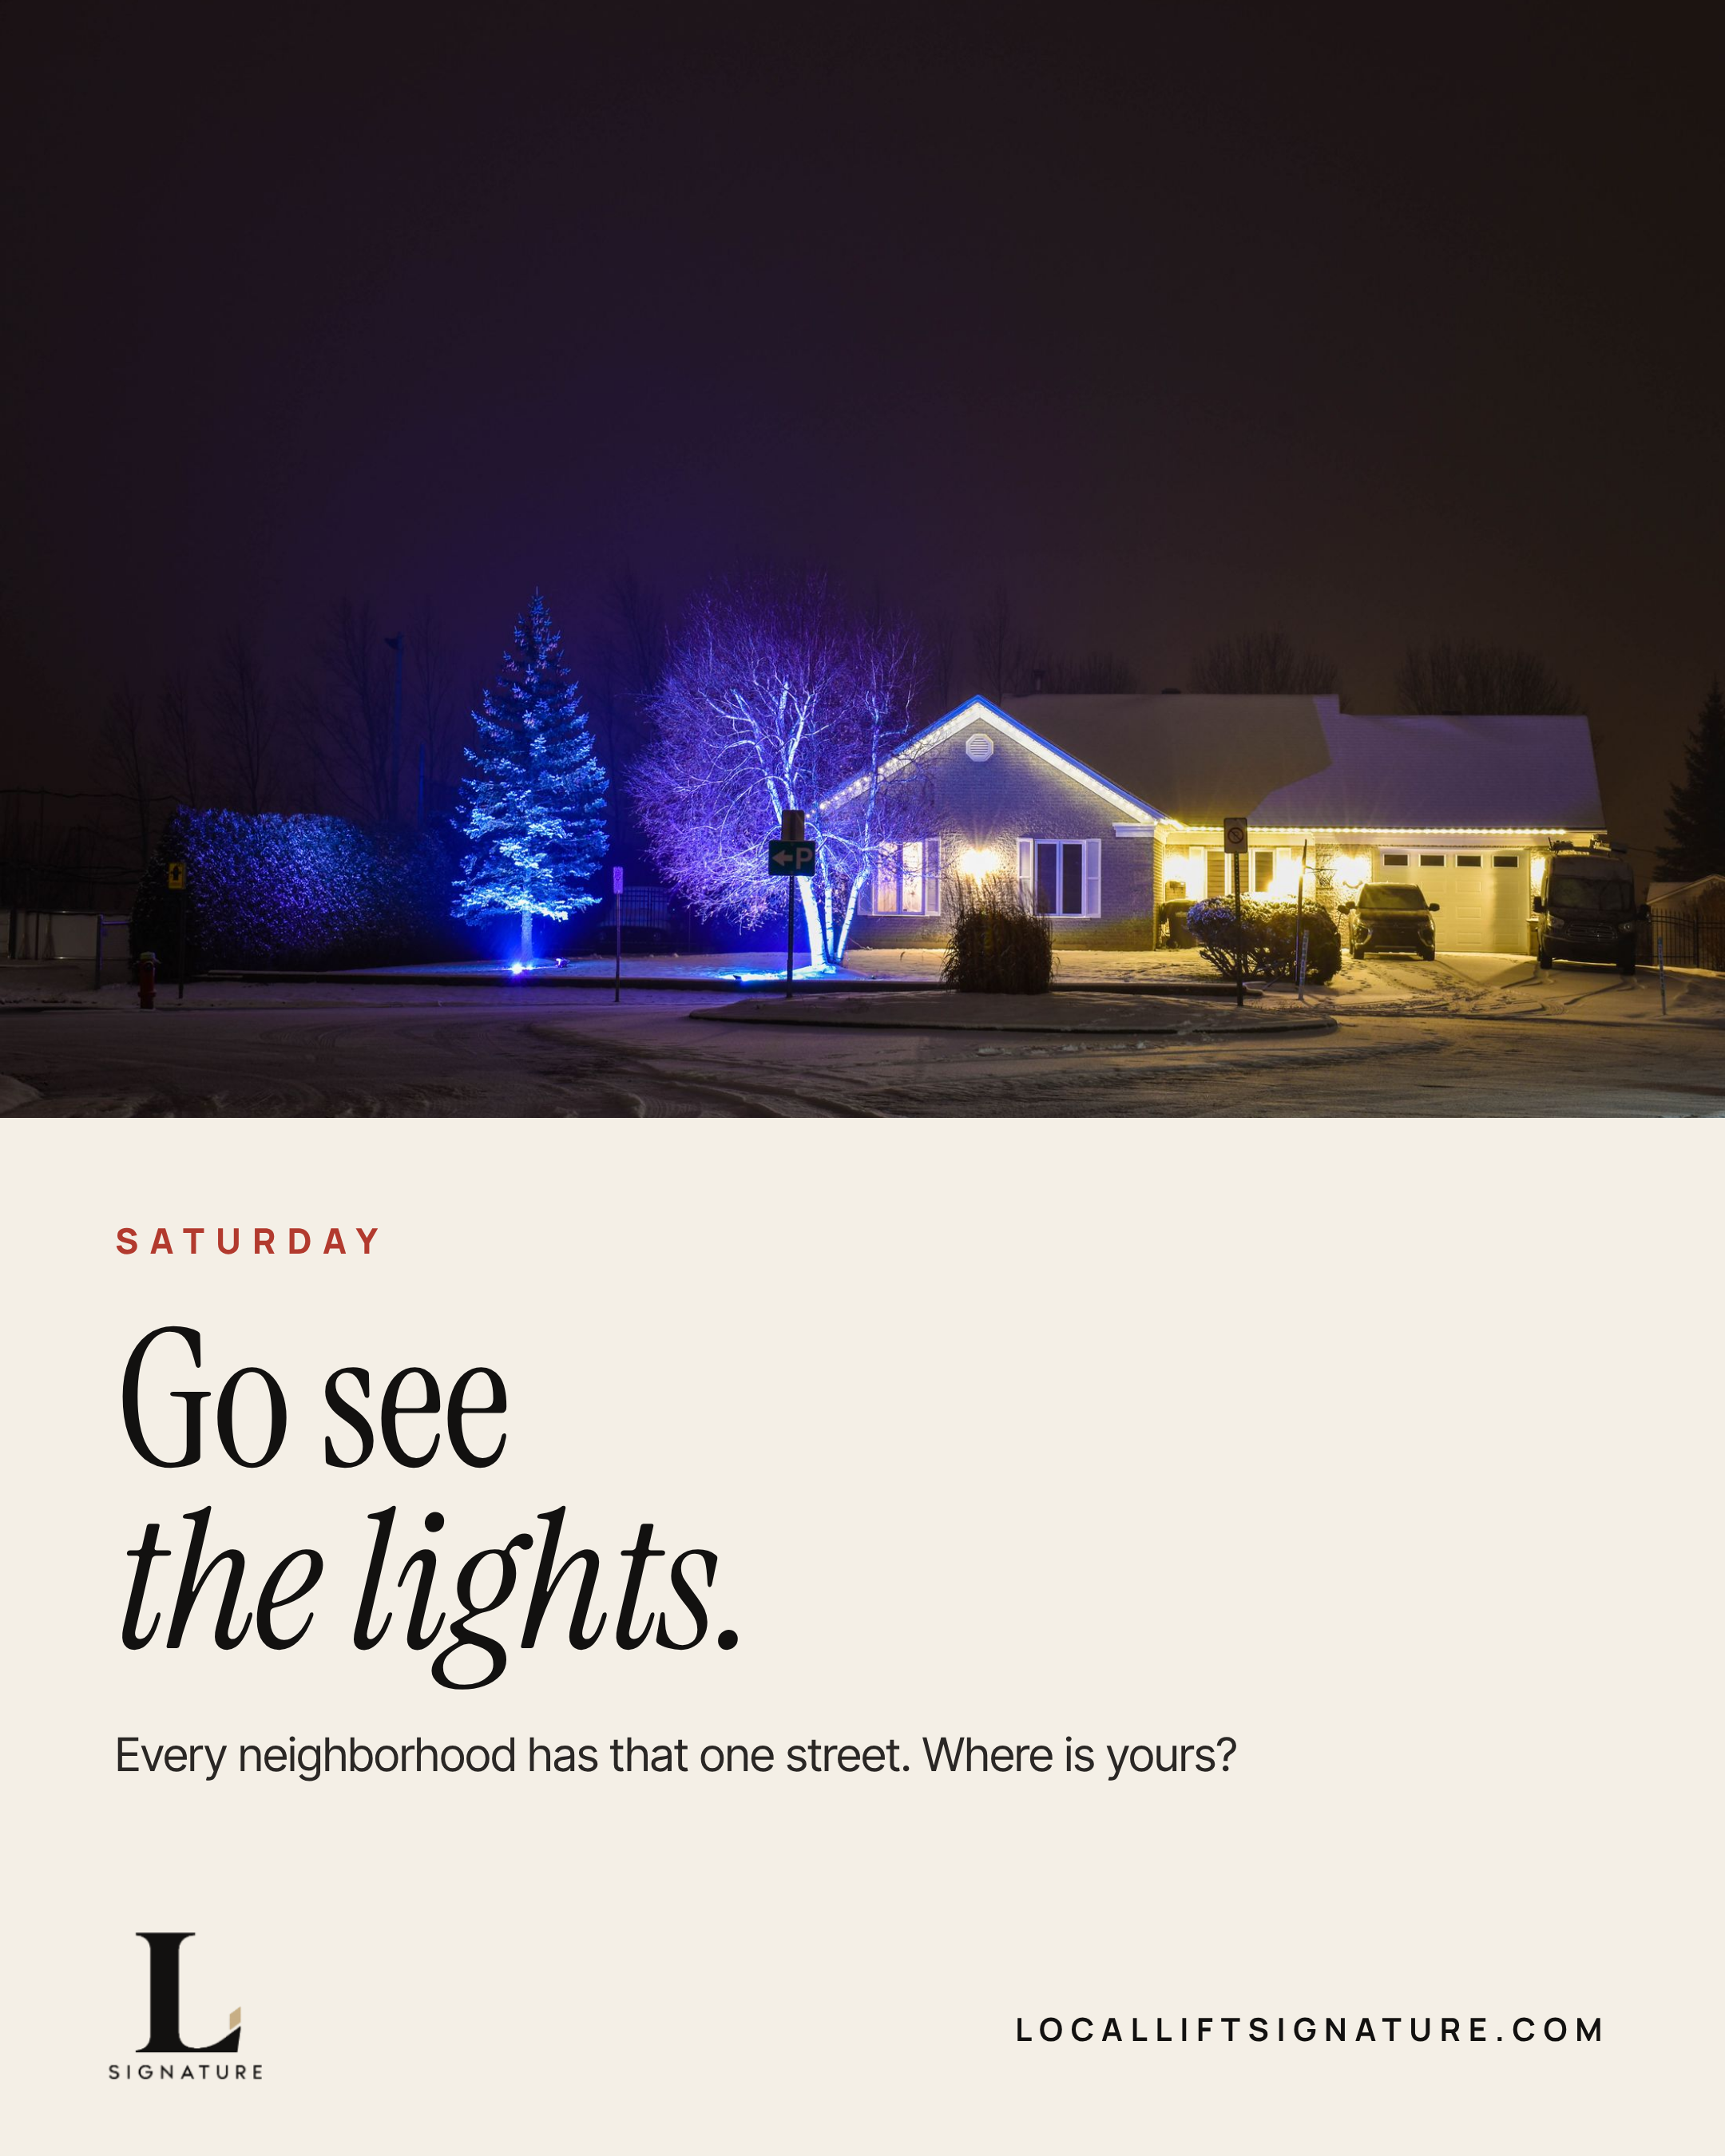 P
SATURDAY
Go see
the lights.
Every neighborhood has that one street. Where is yours?
L
SIGNATURE
LOCALLIFTSIGNATURE.COM